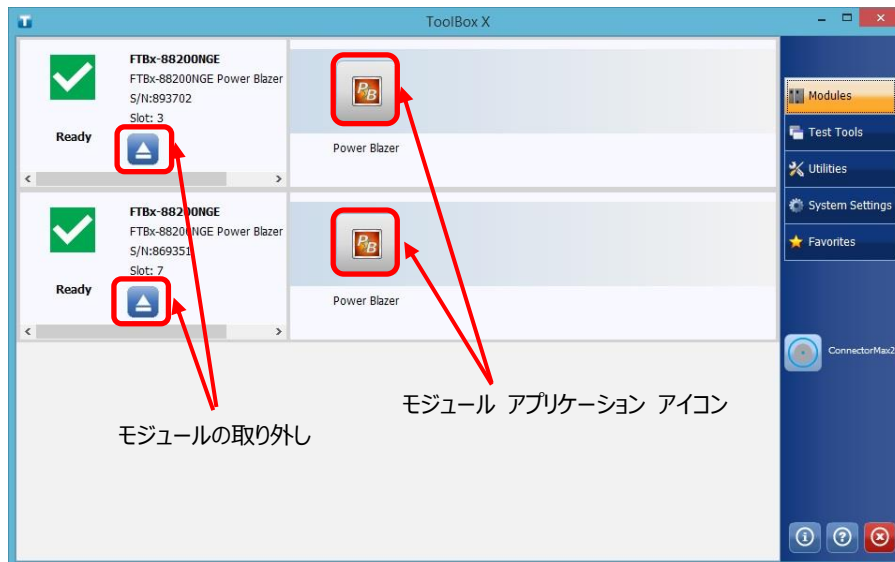 ToolBox X
FTBx-88200NGE
FTBx-88200NGE Power Blazer
S/N:893702
Slot: 3
Ready
Power Blazer
FTBx-88200NGE
FTBx-88200NGE Power Blazer
S/N:869351
Slot: 7
Ready
Power Blazer
モジュールの取り外し
モジュール アプリケーション アイコン
Modules
Test Tools
Utilities
System Settings
Favorites
ConnectorMax2